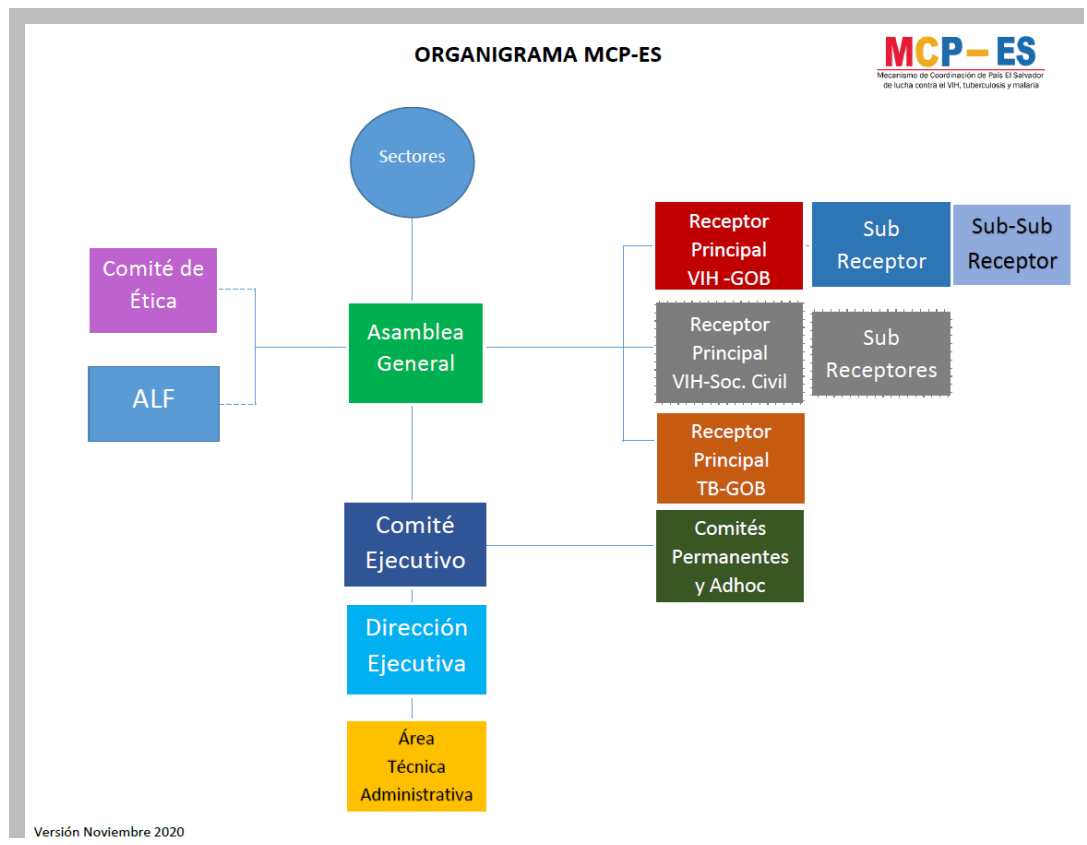 ORGANIGRAMA MCP-ES
MCP-ES
Mecanismo de Coordinación de País El Salvador
de lucha contra el VIH, tuberculosis y malaria
Sectores
Comité de
Ética
ALF
Asamblea
General
Receptor
Principal
VIH -GOB
Sub
Receptor
Sub-Sub
Receptor
Receptor
Principal
VIH-Soc. Civil
Sub
Receptores
Receptor
Principal
TB-GOB
Comité
Ejecutivo
Comités
Permanentes
y Adhoc
Dirección
Ejecutiva
Área
Técnica
Administrativa
Versión Noviembre 2020